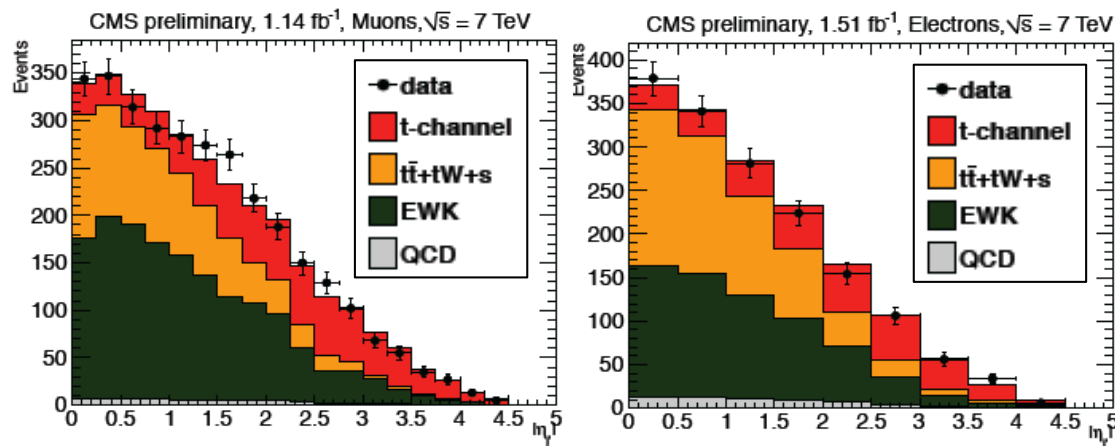 CMS preliminary, 1.14 fb⁻¹, Muons, √s = 7 TeV
Events
350
300
250
200
150
100
50
0
data
t-channel
tt̄+tW+s
EWK
QCD
0 0.5 1 1.5 2 2.5 3 3.5 4 4.5 5
|η
CMS preliminary, 1.51 fb⁻¹, Electrons, √s = 7 TeV
Events
400
350
300
250
200
150
100
50
0
data
t-channel
tt̄+tW+s
EWK
QCD
0 0.5 1 1.5 2 2.5 3 3.5 4 4.5 5
|η